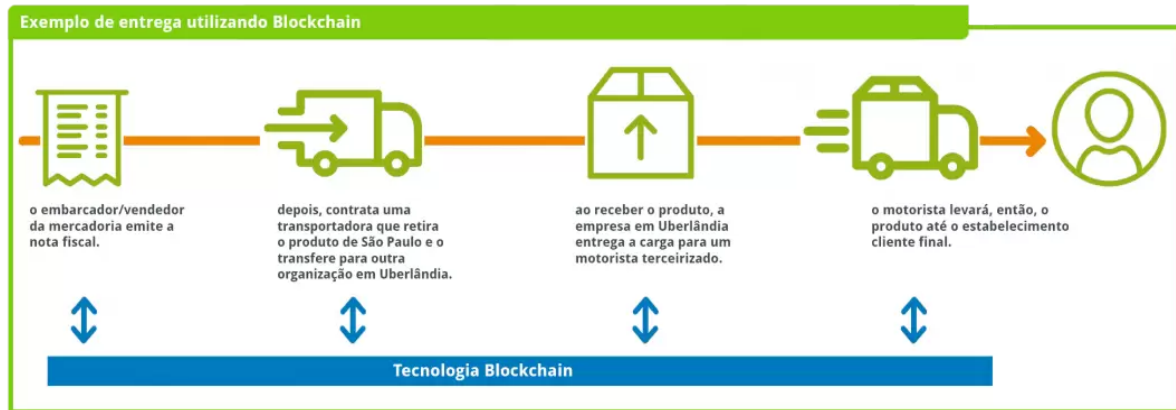 Exemplo de entrega utilizando Blockchain
o embarcador/vendedor
da mercadoria emite a
nota fiscal.
depois, contrata uma
transportadora que retira
o produto de São Paulo e o
transfere para outra
organização em Uberlândia.
ao receber o produto, a
empresa em Uberlândia
entrega a carga para um
motorista terceirizado.
o motorista levará, então, o
produto até o estabelecimento
cliente final.
Tecnologia Blockchain